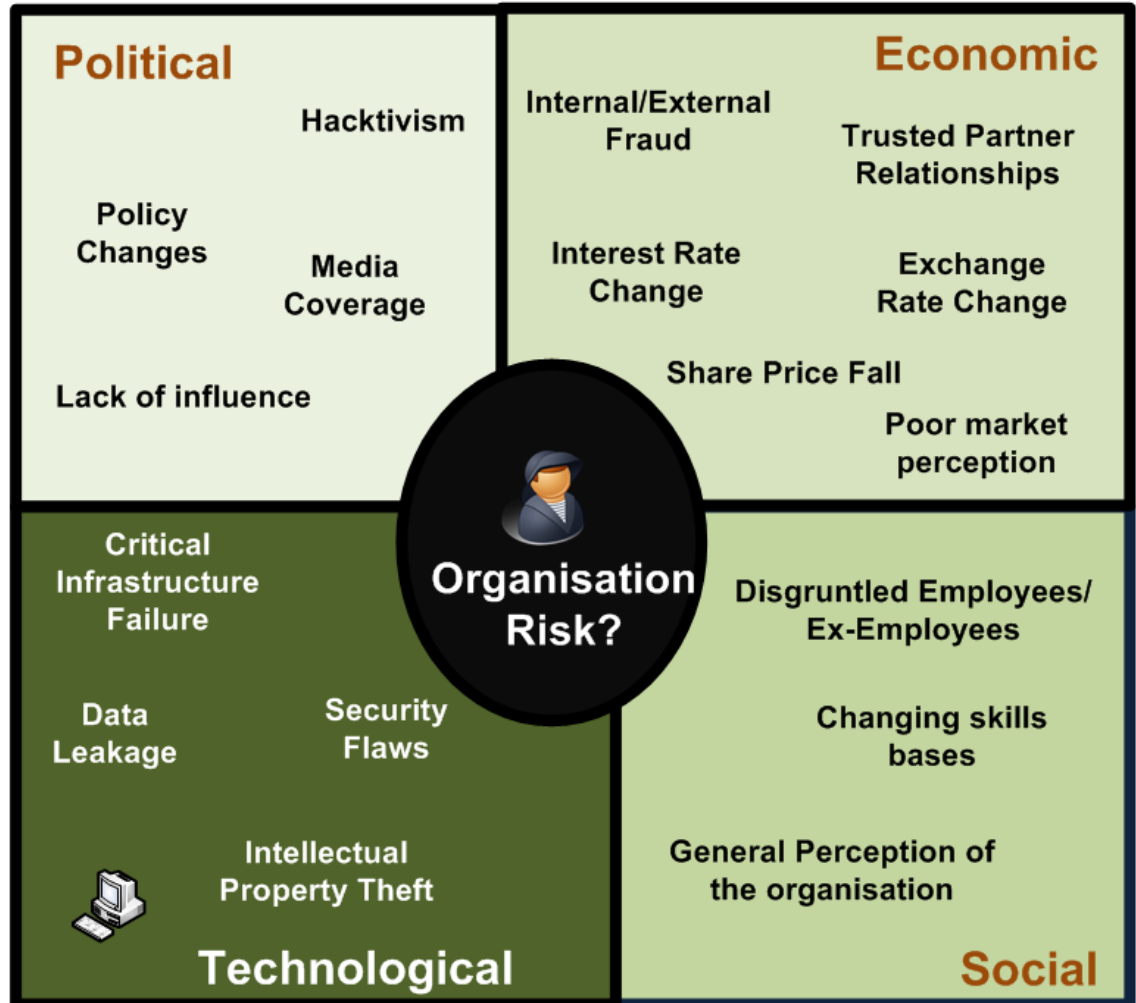 Political
Hacktivism
Policy
Changes
Media
Coverage
Lack of influence
Economic
Internal/External
Fraud
Trusted Partner
Relationships
Interest Rate
Change
Exchange
Rate Change
Share Price Fall
Poor market
perception
Organisation
Risk?
Critical
Infrastructure
Failure
Data
Leakage
Security
Flaws
Intellectual
Property Theft
Technological
Disgruntled Employees/
Ex-Employees
Changing skills
bases
General Perception of
the organisation
Social